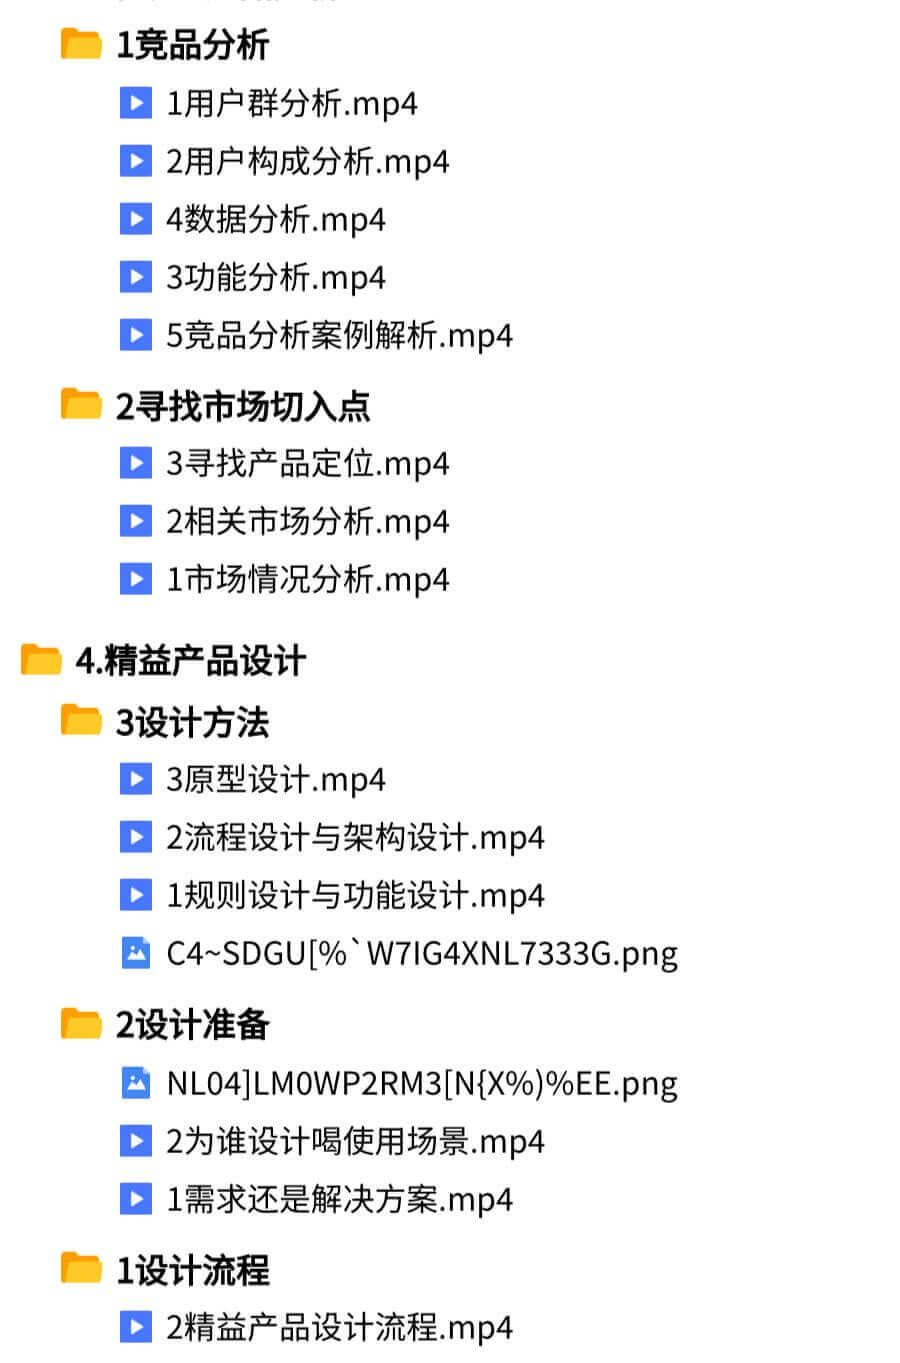 1竞品分析
1用户群分析.mp4
2用户构成分析.mp4
4数据分析.mp4
3功能分析.mp4
5竞品分析案例解析.mp4
2寻找市场切入点
3寻找产品定位.mp4
2相关市场分析.mp4
1市场情况分析.mp4
4.精益产品设计
3设计方法
3原型设计.mp4
2流程设计与架构设计.mp4
1规则设计与功能设计.mp4
C4~SDGU[%`W7IG4XNL7333G.png
2设计准备
NL04]LM0WP2RM3[N{X%)%EE.png
2为谁设计喝使用场景.mp4
1需求还是解决方案.mp4
1设计流程
2精益产品设计流程.mp4